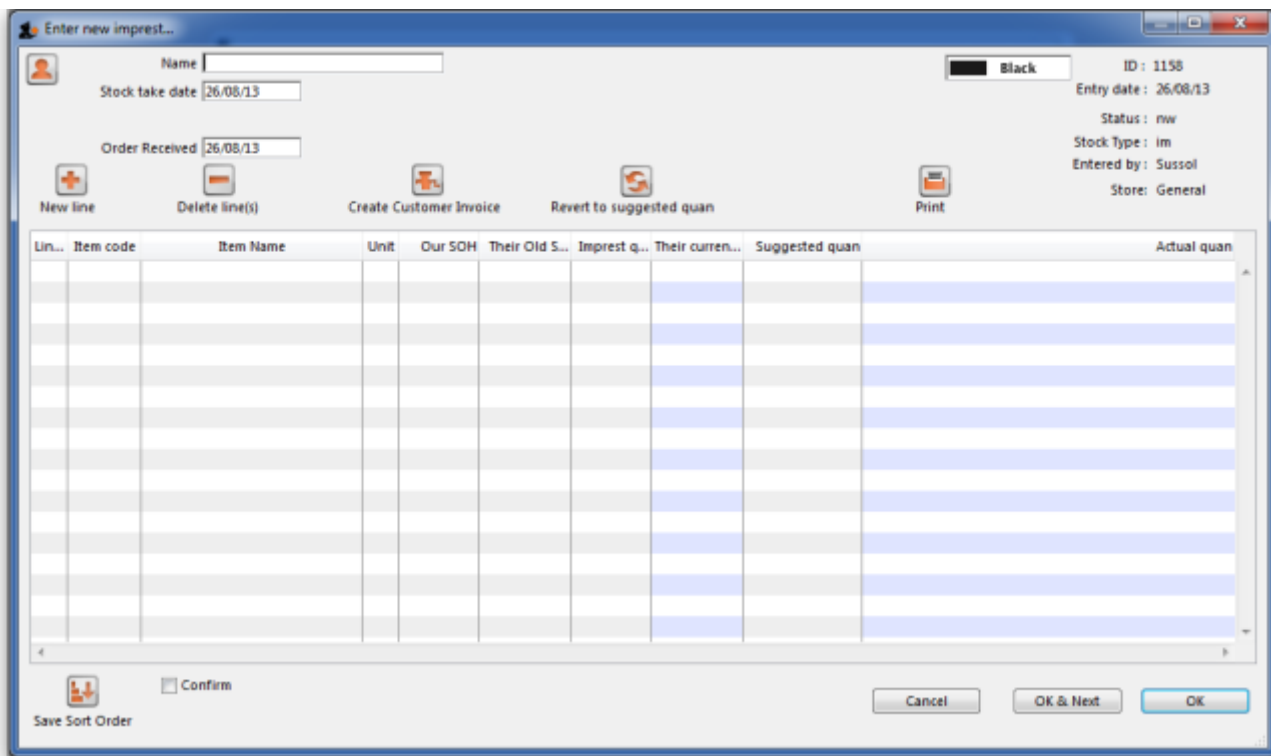 Enter new imprest...
Name Black ID : 1158
Stock take date 26/08/13 Entry date : 26/08/13
Status : nw
Order Received 26/08/13 Stock Type : im
Entered by : Sussol
Store: General
New line Delete line(s) Create Customer Invoice Revert to suggested quan Print
Lin... Item code Item Name Unit Our SOH Their Old S... Imprest q... Their curren... Suggested quan Actual quan
Confirm
Cancel OK & Next OK
Save Sort Order